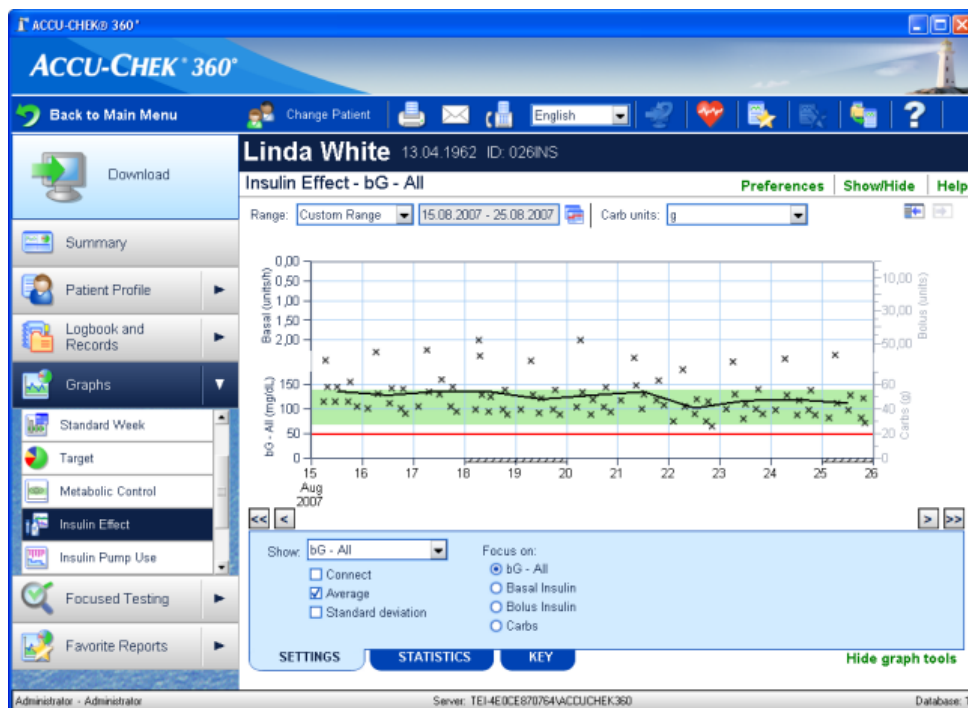 ACCU-CHEK® 360°
ACCU-CHEK® 360°
Back to Main Menu
Change Patient
English
?
Download
Linda White 13.04.1962 ID: 026INS
Insulin Effect - bG - All
Preferences Show/Hide Help
Range: Custom Range 15.08.2007 - 25.08.2007 Carb units: g
Summary
Patient Profile
Logbook and
Records
Graphs
Standard Week
Target
Metabolic Control
Insulin Effect
Insulin Pump Use
Focused Testing
Favorite Reports
Basal (units/h)
0,00
0,50
1,00
1,50
2,00
bG - All (mg/dL)
150
100
50
0
Bolus (units)
10,00
30,00
50,00
Carbs (g)
60
40
20
0
15 16 17 18 19 20 21 22 23 24 25 26
Aug
2007
<< < > >>
Show: bG - All
Connect
Average
Standard deviation
Focus on:
bG - All
Basal Insulin
Bolus Insulin
Carbs
SETTINGS STATISTICS KEY
Hide graph tools
Administrator - Administrator Server: TEI-4E0CE870764\ACCUCHEK360 Database: